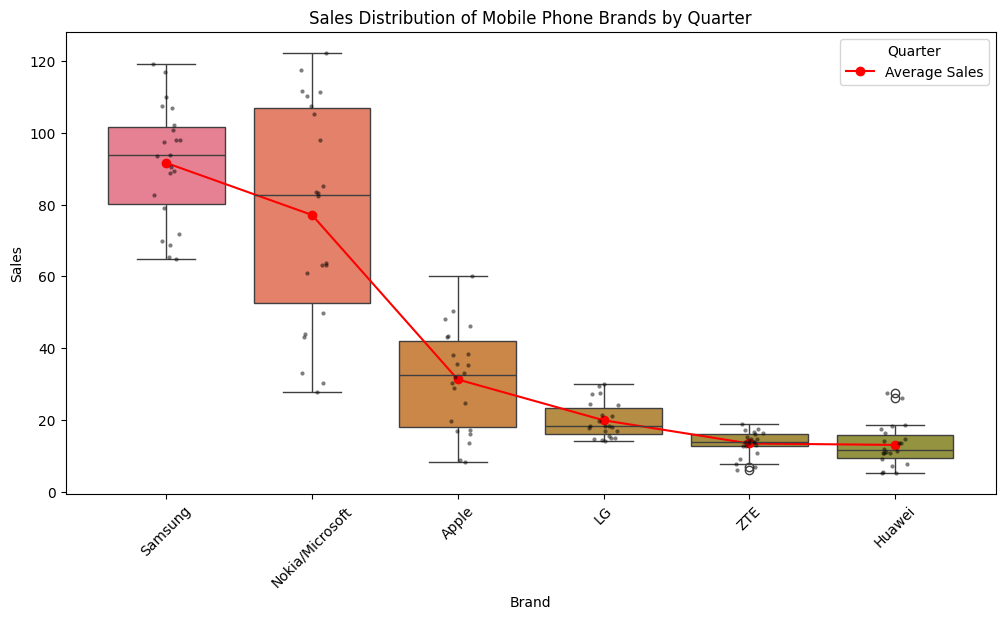 Sales Distribution of Mobile Phone Brands by Quarter
Quarter
Average Sales
Sales
120
100
80
60
40
20
0
Samsung
Nokia/Microsoft
Apple
LG
ZTE
Huawei
Brand